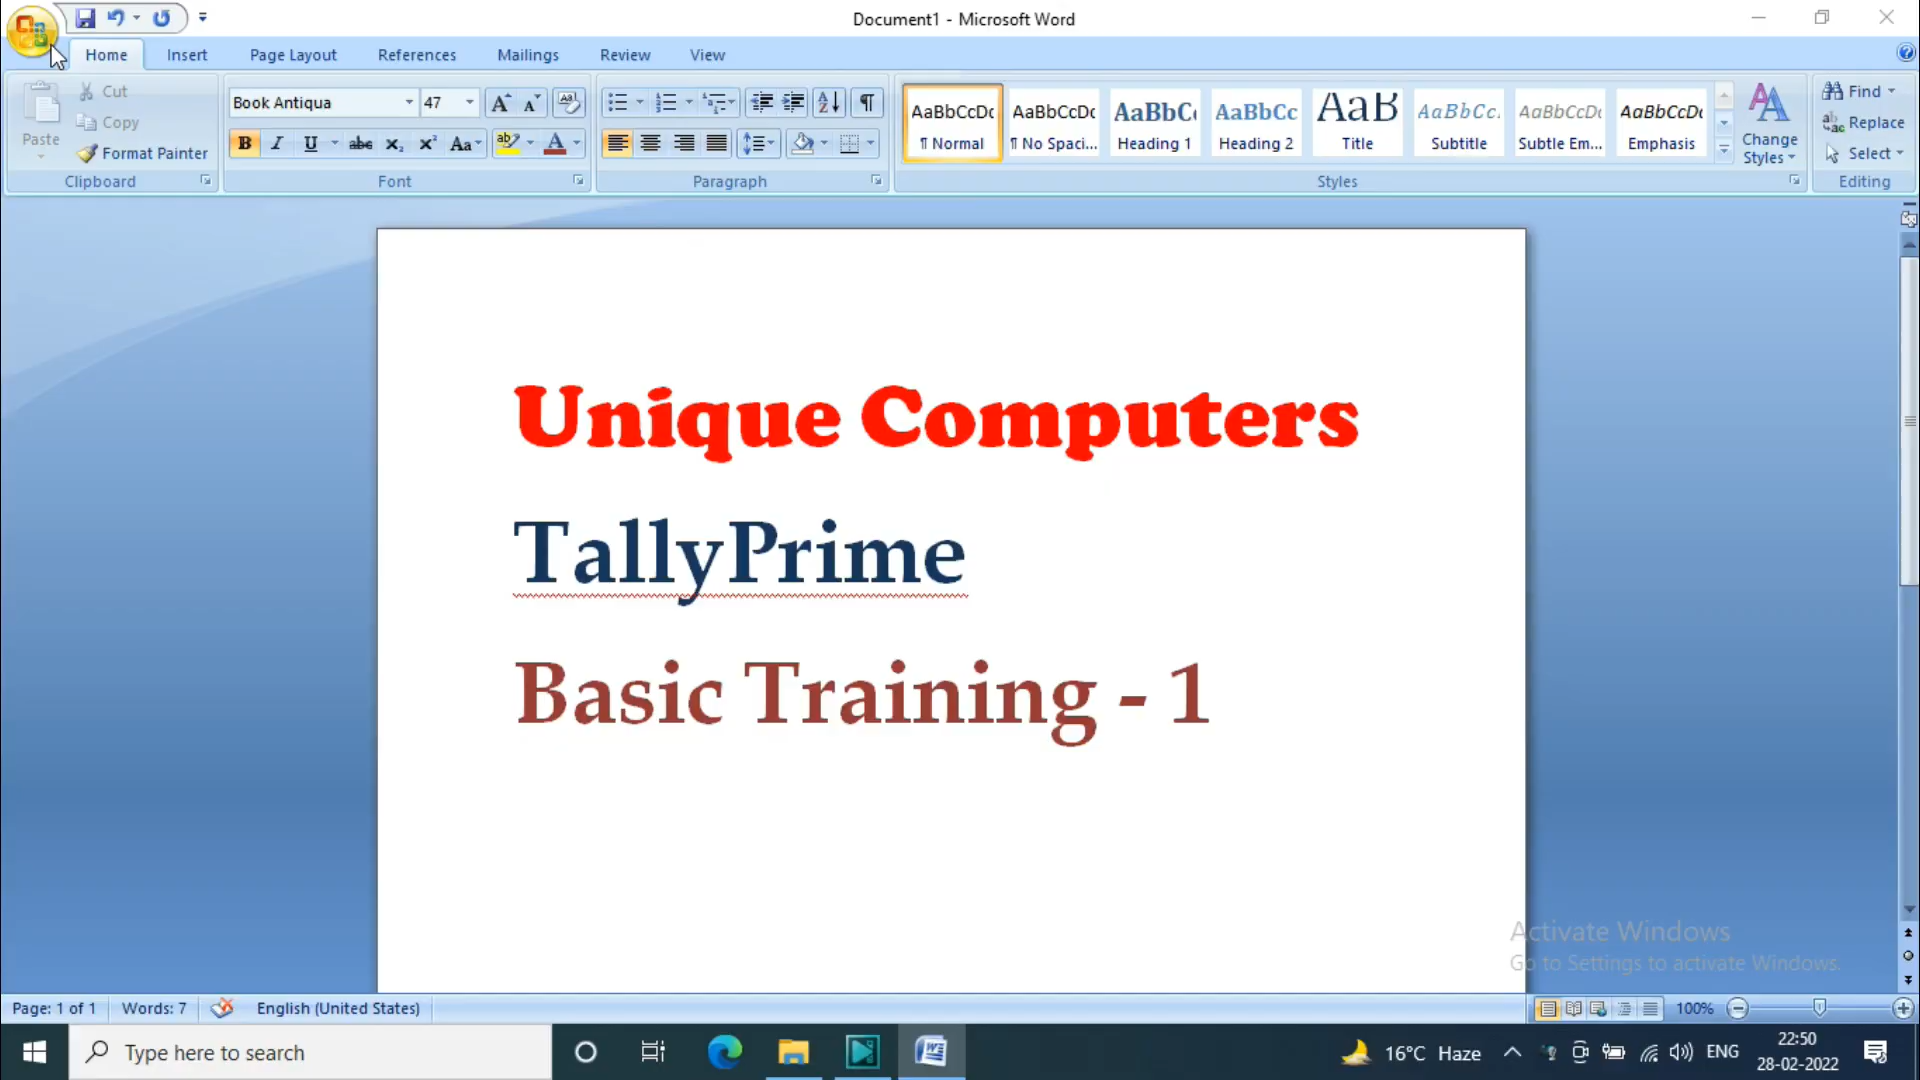 Document1 - Microsoft Word
Home Insert Page Layout References Mailings Review View
Paste
Cut
Copy
Format Painter
Clipboard
Book Antiqua 47
B I U abc x₂ x² Aa
Font
Paragraph
AaBbCcDc AaBbCcDc AaBbC AaBbCc AaB AaBbCc. AaBbCcDc AaBbCcDc
¶ Normal ¶ No Spaci... Heading 1 Heading 2 Title Subtitle Subtle Em... Emphasis
Change Styles
Styles
Find
Replace
Select
Editing
Unique Computers
TallyPrime
Basic Training - 1
Activate Windows
Go to Settings to activate Windows.
Page: 1 of 1 Words: 7 English (United States) 100%
Type here to search
16°C Haze ENG
22:50
28-02-2022